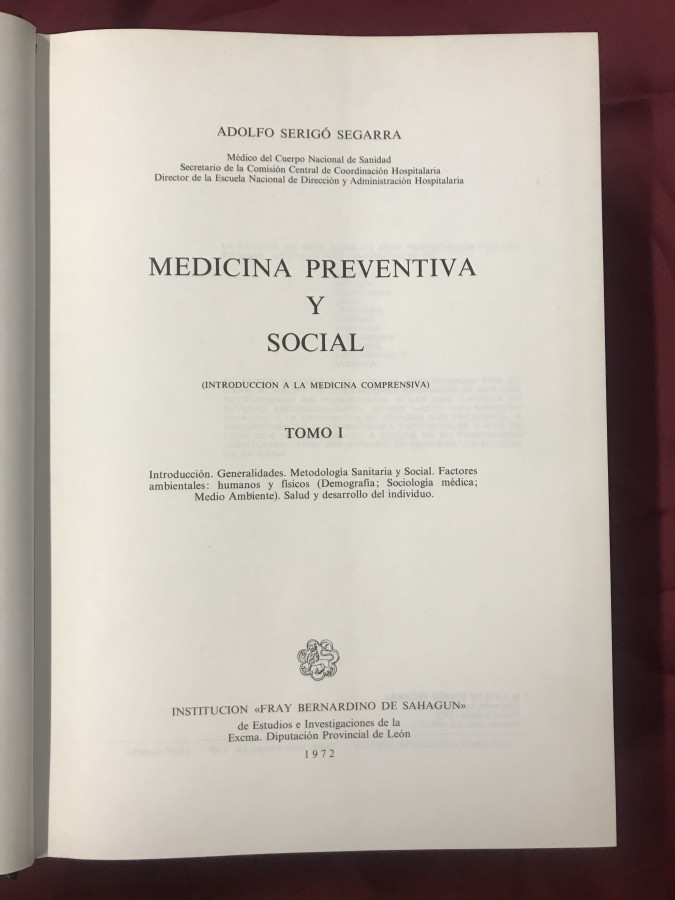 ADOLFO SERIGÓ SEGARRA
Médico del Cuerpo Nacional de Sanidad
Secretario de la Comisión Central de Coordinación Hospitalaria
Director de la Escuela Nacional de Dirección y Administración Hospitalaria
MEDICINA PREVENTIVA
Y
SOCIAL
(INTRODUCCION A LA MEDICINA COMPRENSIVA)
TOMO I
Introducción. Generalidades. Metodología Sanitaria y Social. Factores
ambientales: humanos y físicos (Demografía; Sociología médica;
Medio Ambiente). Salud y desarrollo del individuo.
INSTITUCION «FRAY BERNARDINO DE SAHAGUN»
de Estudios e Investigaciones de la
Excma. Diputación Provincial de León
1972